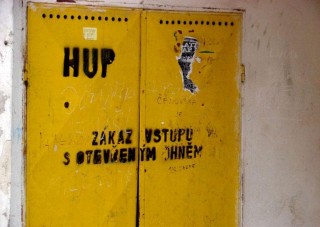 HUP
ZÁKAZ VSTUPU
S OTEVŘENÝM OHNĚM